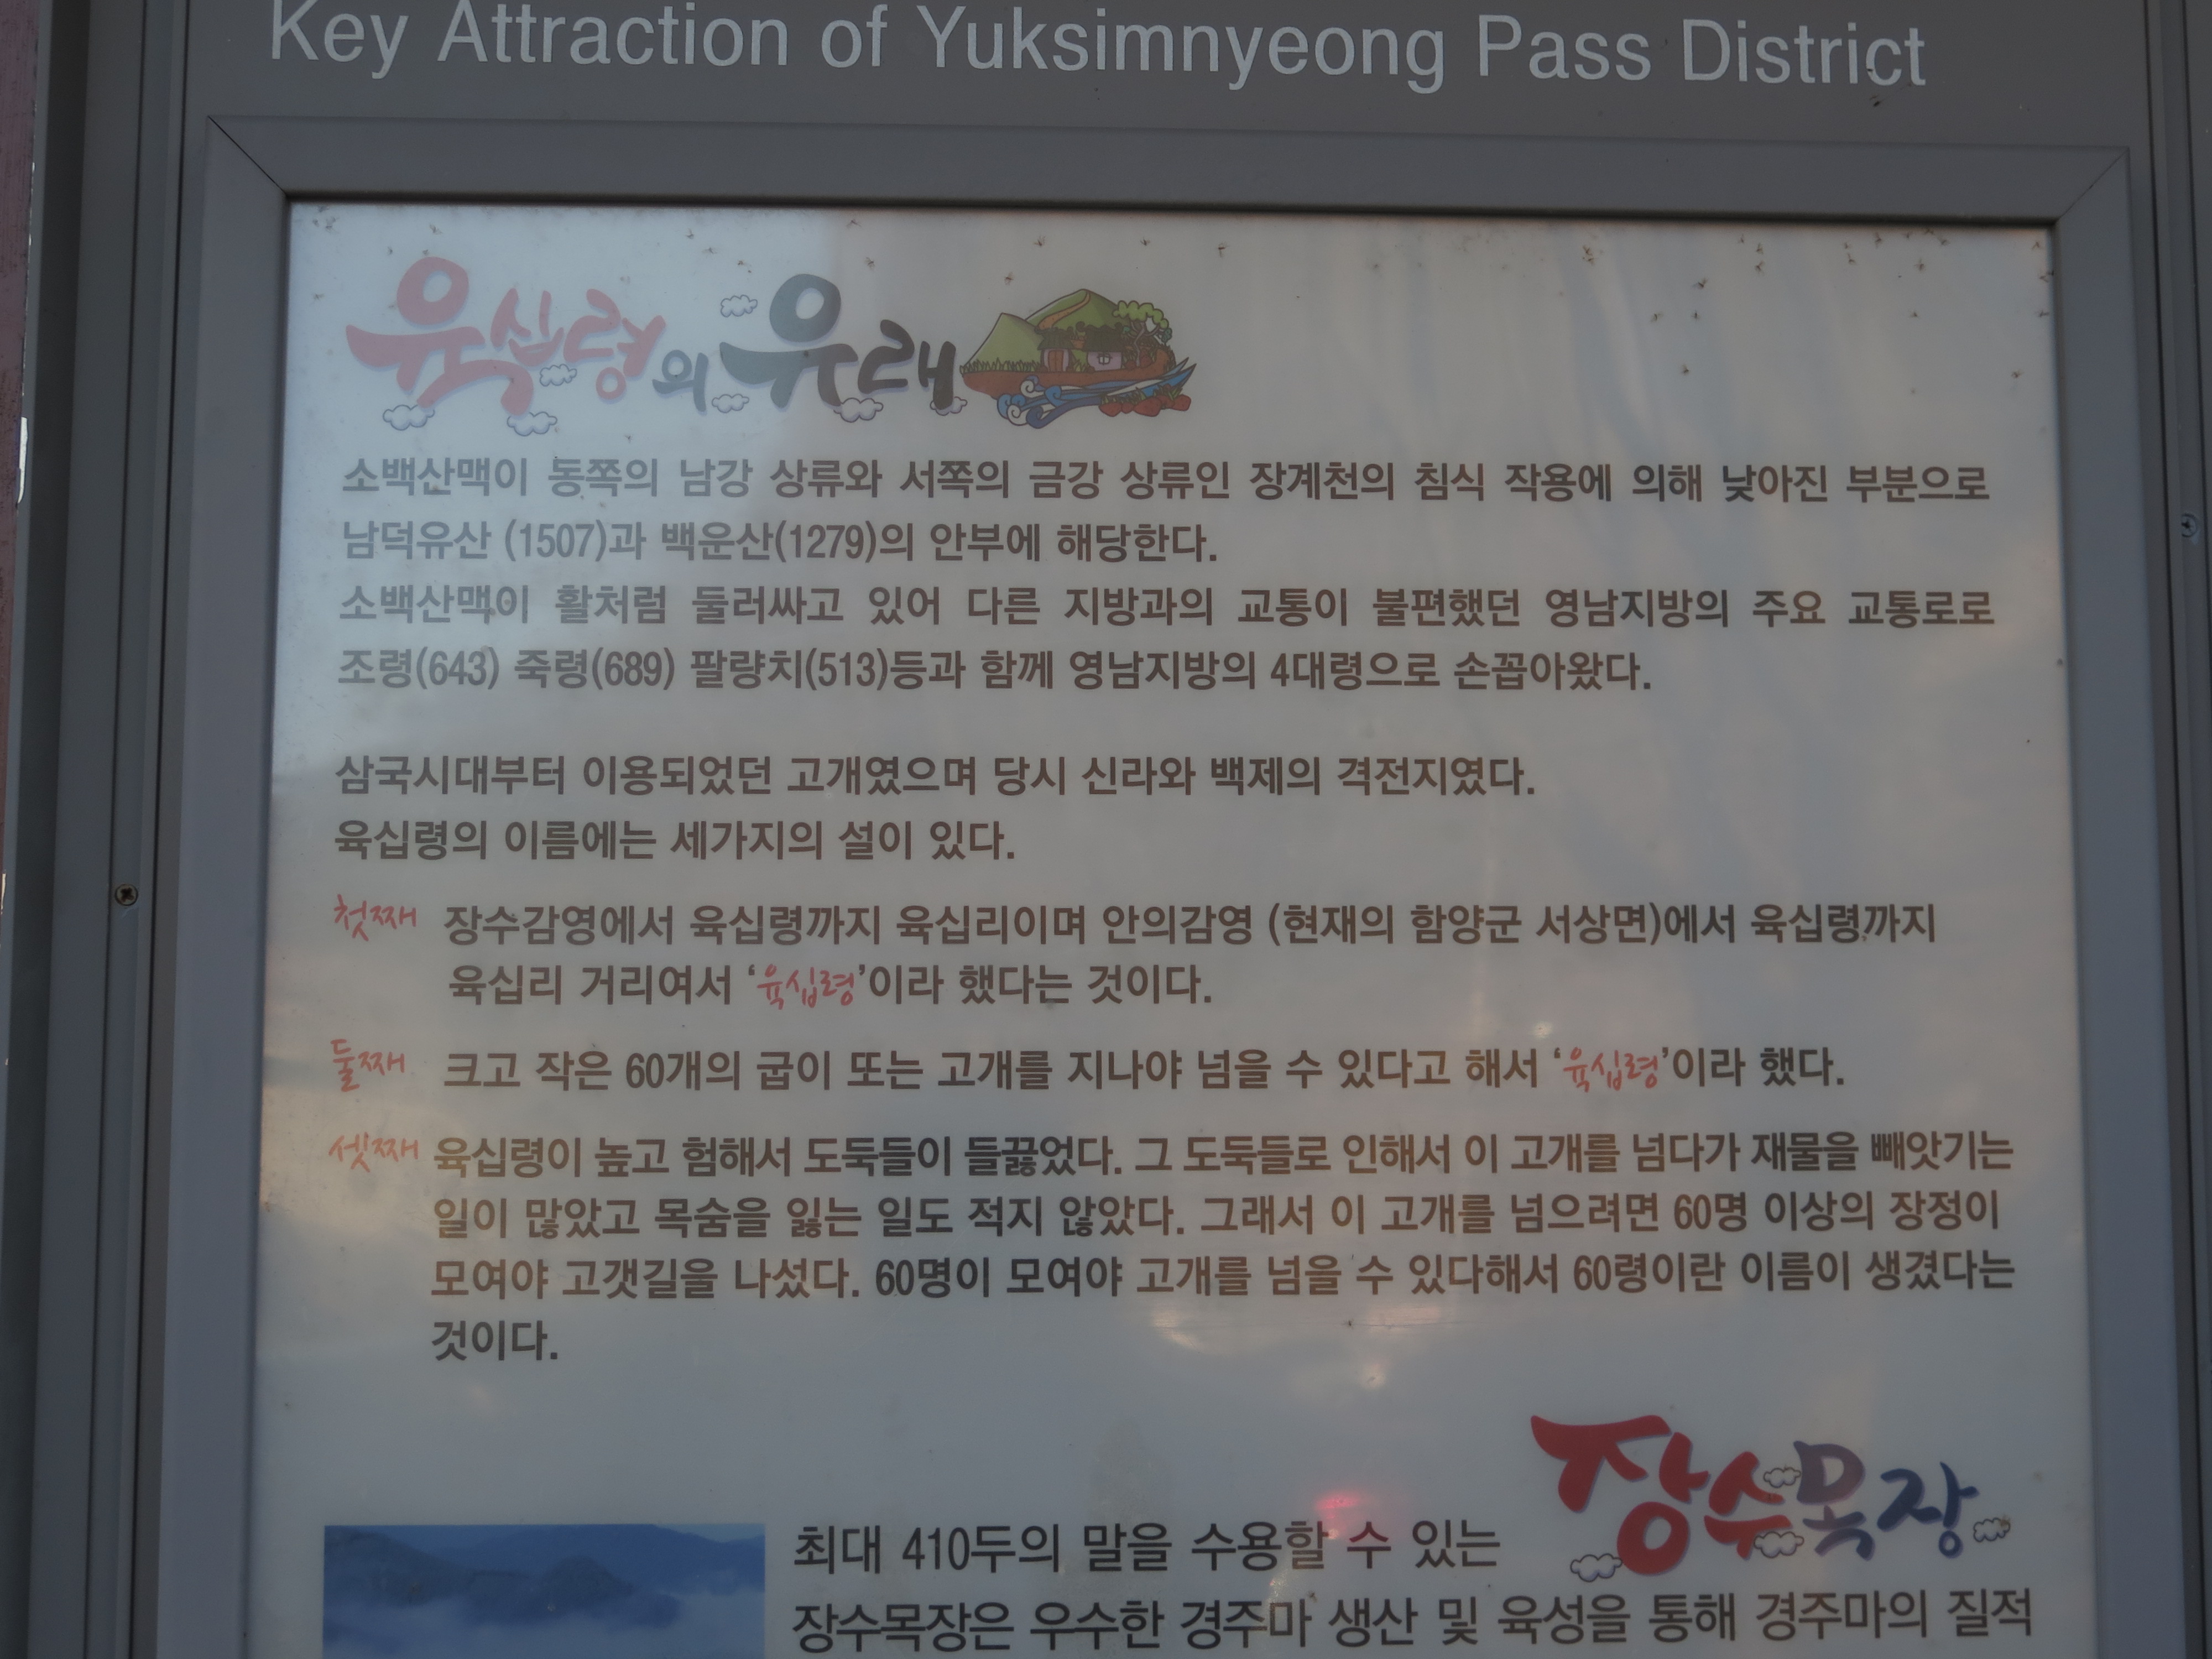 Key Attraction of Yuksimnyeong Pass District
육십령의 유래
소백산맥이 동쪽의 남강 상류와 서쪽의 금강 상류인 장계천의 침식 작용에 의해 낮아진 부분으로
남덕유산 (1507)과 백운산(1279)의 안부에 해당한다.
소백산맥이 활처럼 둘러싸고 있어 다른 지방과의 교통이 불편했던 영남지방의 주요 교통로로
조령(643) 죽령(689) 팔량치(513)등과 함께 영남지방의 4대령으로 손꼽아왔다.
삼국시대부터 이용되었던 고개였으며 당시 신라와 백제의 격전지였다.
육십령의 이름에는 세가지의 설이 있다.
첫째 장수감영에서 육십령까지 육십리이며 안의감영 (현재의 함양군 서상면)에서 육십령까지
육십리 거리여서 ‘육십령’이라 했다는 것이다.
둘째 크고 작은 60개의 굽이 또는 고개를 지나야 넘을 수 있다고 해서 ‘육십령’이라 했다.
셋째 육십령이 높고 험해서 도둑들이 들끓었다. 그 도둑들로 인해서 이 고개를 넘다가 재물을 빼앗기는
일이 많았고 목숨을 잃는 일도 적지 않았다. 그래서 이 고개를 넘으려면 60명 이상의 장정이
모여야 고갯길을 나섰다. 60명이 모여야 고개를 넘을 수 있다해서 60령이란 이름이 생겼다는
것이다.
장수목장
최대 410두의 말을 수용할 수 있는
장수목장은 우수한 경주마 생산 및 육성을 통해 경주마의 질적